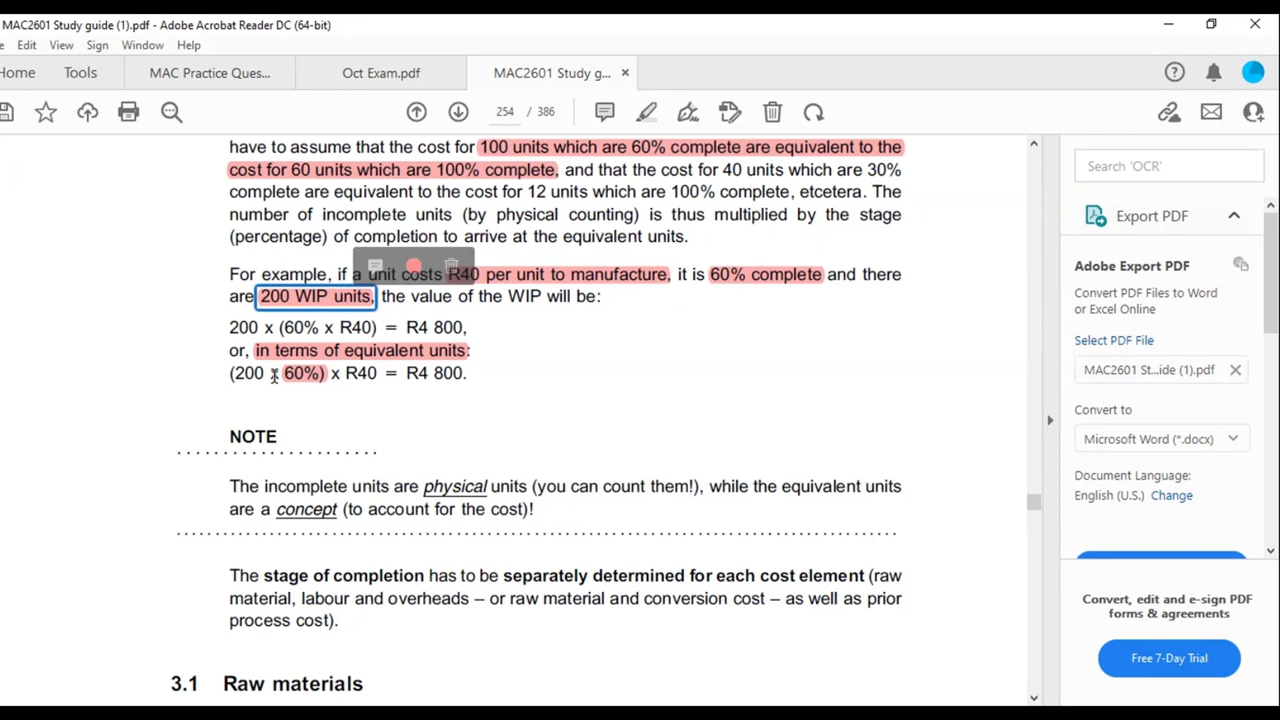 MAC2601 Study guide (1).pdf - Adobe Acrobat Reader DC (64-bit)
Edit View Sign Window Help
Home Tools MAC Practice Ques... Oct Exam.pdf MAC2601 Study g... ×
254 / 386
have to assume that the cost for 100 units which are 60% complete are equivalent to the
cost for 60 units which are 100% complete, and that the cost for 40 units which are 30%
complete are equivalent to the cost for 12 units which are 100% complete, etcetera. The
number of incomplete units (by physical counting) is thus multiplied by the stage
(percentage) of completion to arrive at the equivalent units.
For example, if a unit costs R40 per unit to manufacture, it is 60% complete and there
are 200 WIP units, the value of the WIP will be:
200 x (60% x R40) = R4 800,
or, in terms of equivalent units:
(200 x 60%) x R40 = R4 800.
NOTE
The incomplete units are physical units (you can count them!), while the equivalent units
are a concept (to account for the cost)!
The stage of completion has to be separately determined for each cost element (raw
material, labour and overheads – or raw material and conversion cost – as well as prior
process cost).
3.1 Raw materials
Search 'OCR'
Export PDF
Adobe Export PDF
Convert PDF Files to Word
or Excel Online
Select PDF File
MAC2601 St...ide (1).pdf ×
Convert to
Microsoft Word (*.docx)
Document Language:
English (U.S.) Change
Convert, edit and e-sign PDF
forms & agreements
Free 7-Day Trial